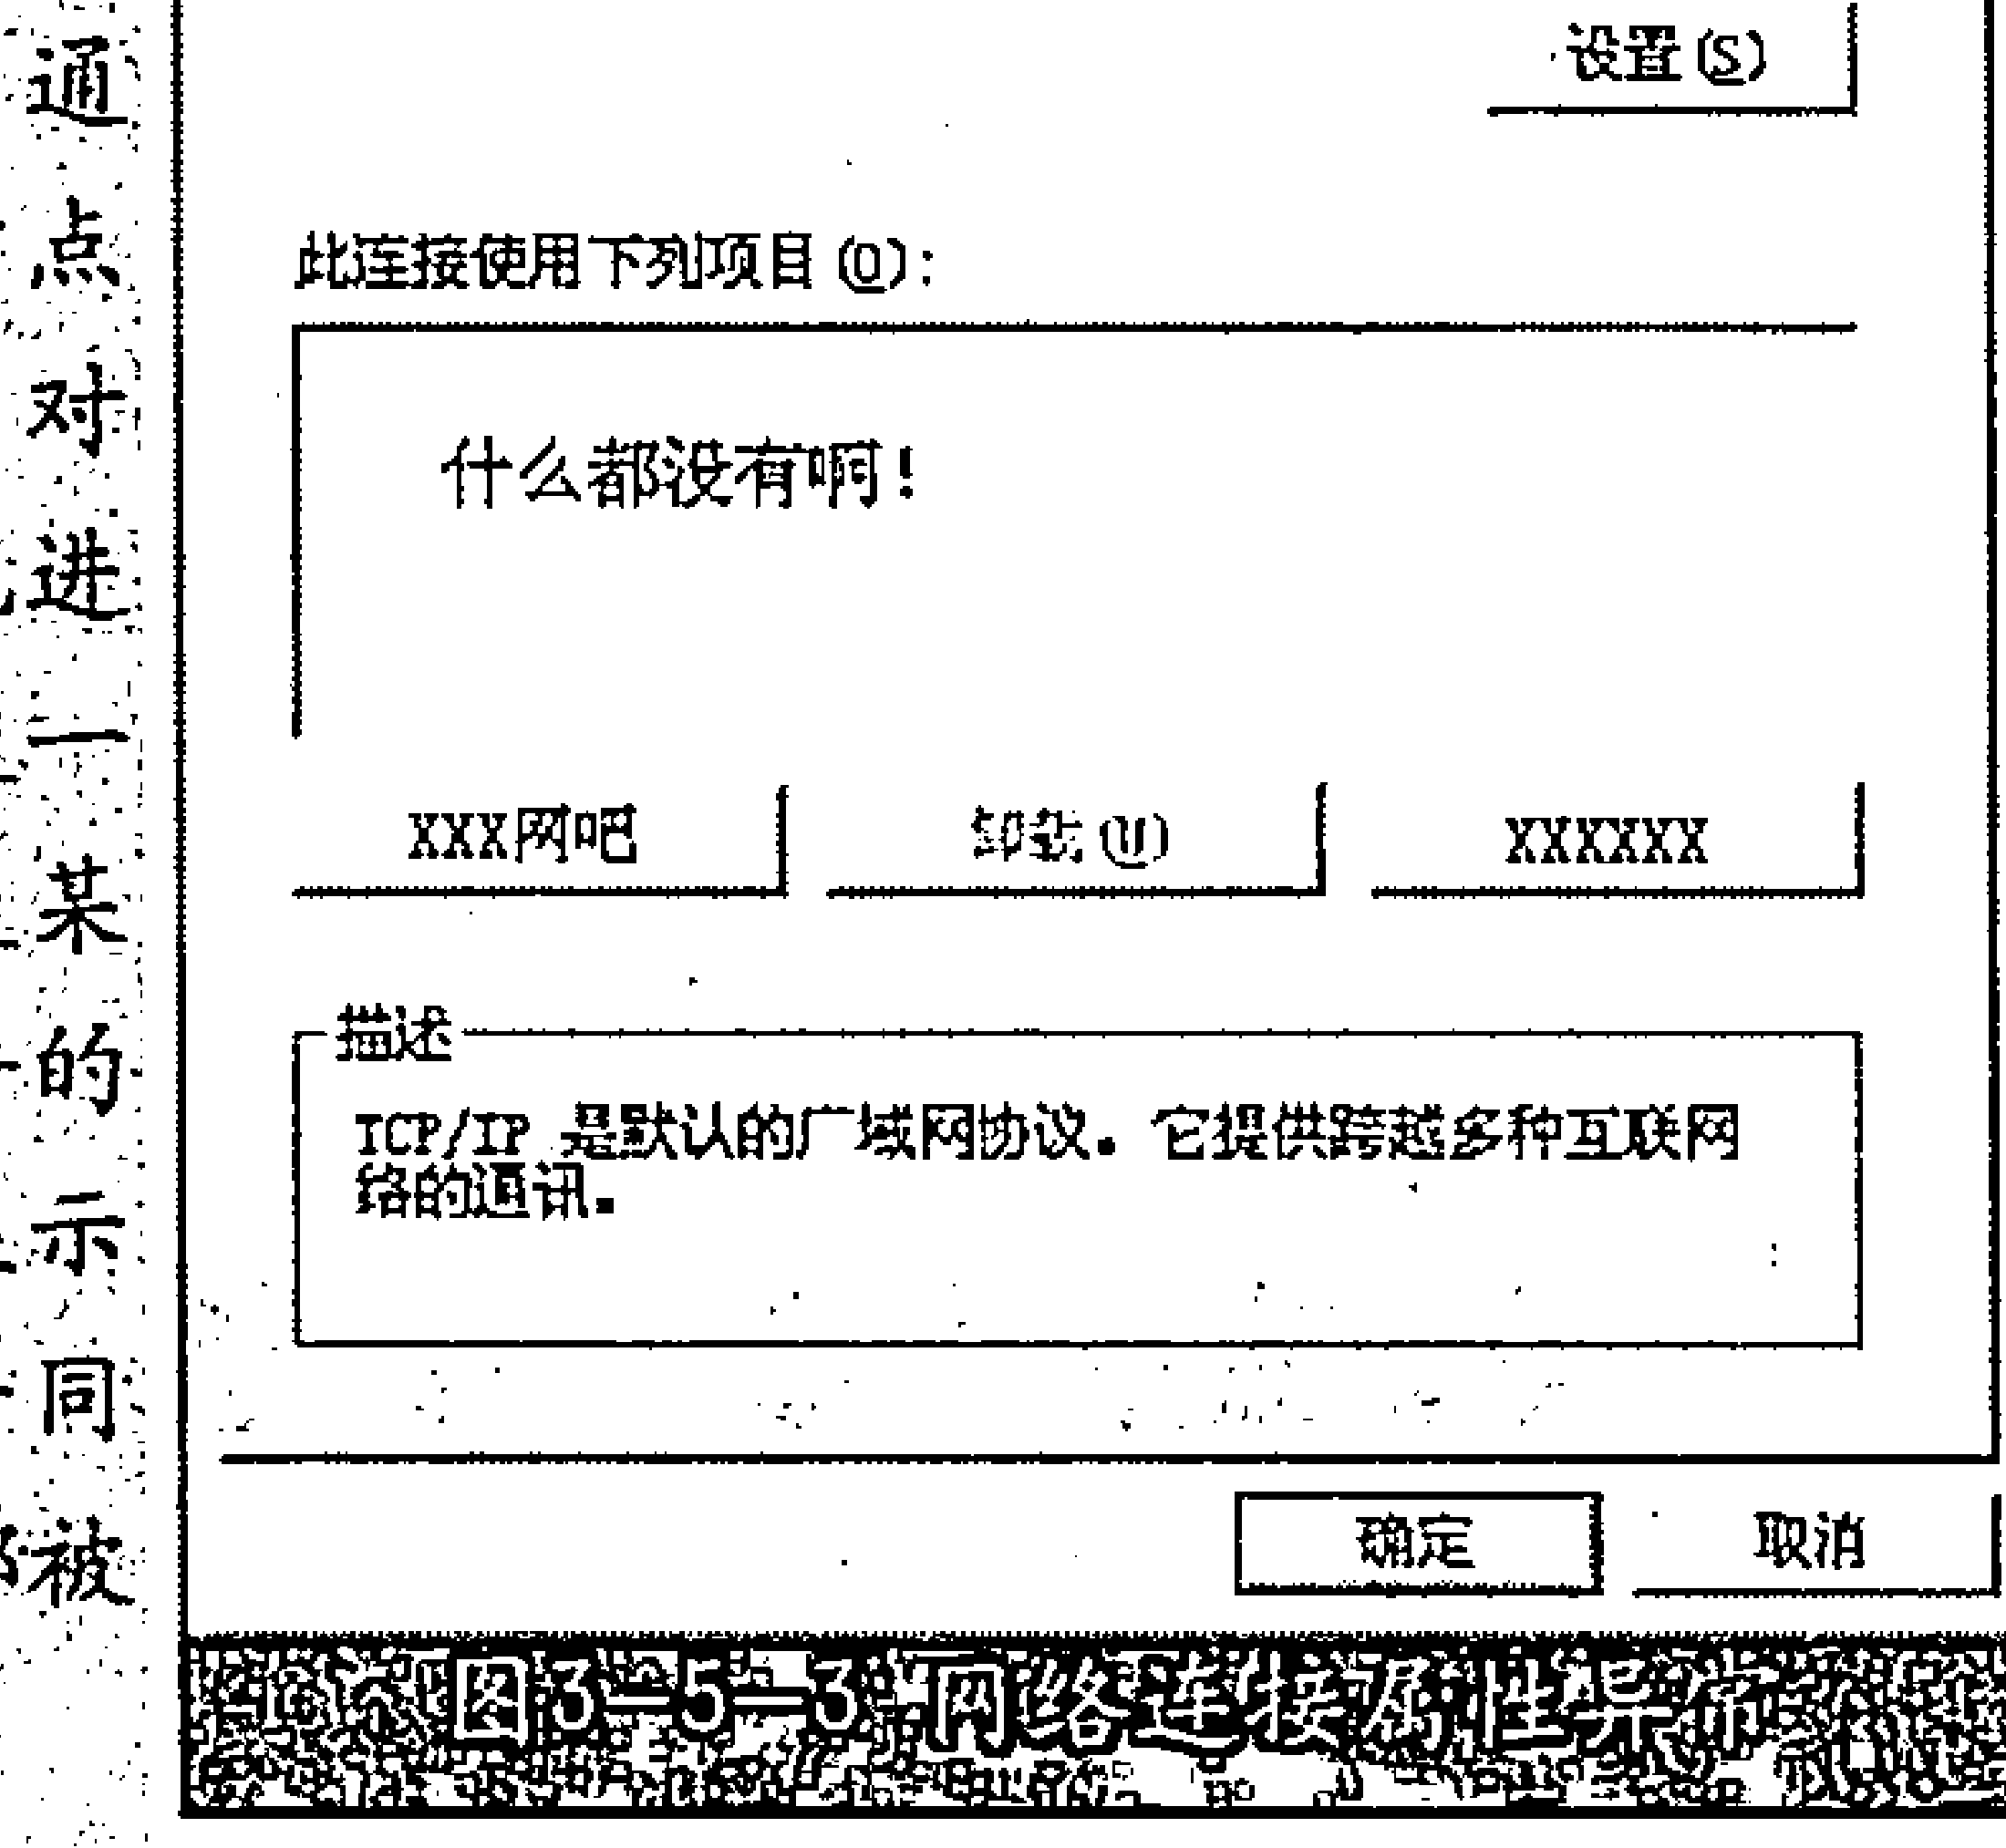 通
点
对
进
一
某
的
示
同
被
设置(S)
此连接使用下列项目(O):
什么都没有啊!
XXX网吧
卸载(U)
XXXXXX
描述
TCP/IP 是默认的广域网协议。它提供跨越多种互联网
络的通讯。
确定
取消
图3-5-3 网络连接属性异常